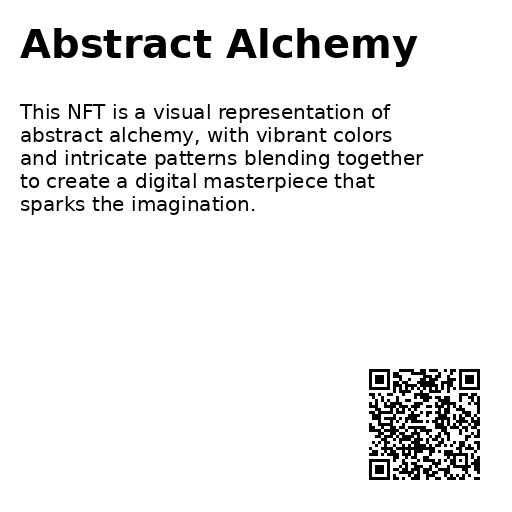 Abstract Alchemy
This NFT is a visual representation of
abstract alchemy, with vibrant colors
and intricate patterns blending together
to create a digital masterpiece that
sparks the imagination.